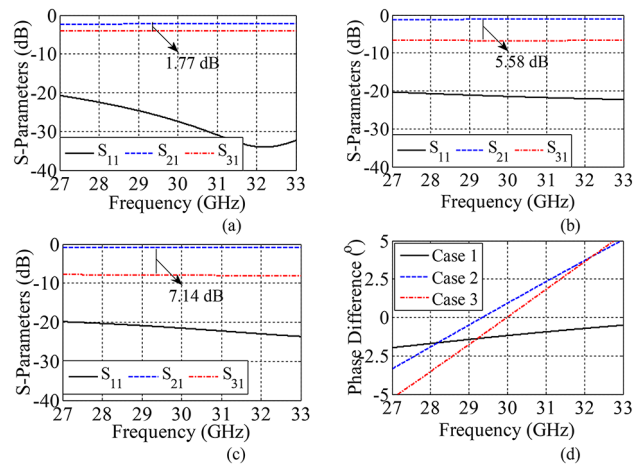 S-Parameters (dB)
0
-10
-20
-30
-40
1.77 dB
S11 S21 S31
27 28 29 30 31 32 33
Frequency (GHz)
(a)
S-Parameters (dB)
0
-10
-20
-30
-40
5.58 dB
S11 S21 S31
27 28 29 30 31 32 33
Frequency (GHz)
(b)
S-Parameters (dB)
0
-10
-20
-30
-40
7.14 dB
S11 S21 S31
27 28 29 30 31 32 33
Frequency (GHz)
(c)
Phase Difference (º)
5
2.5
0
-2.5
-5
Case 1
Case 2
Case 3
27 28 29 30 31 32 33
Frequency (GHz)
(d)